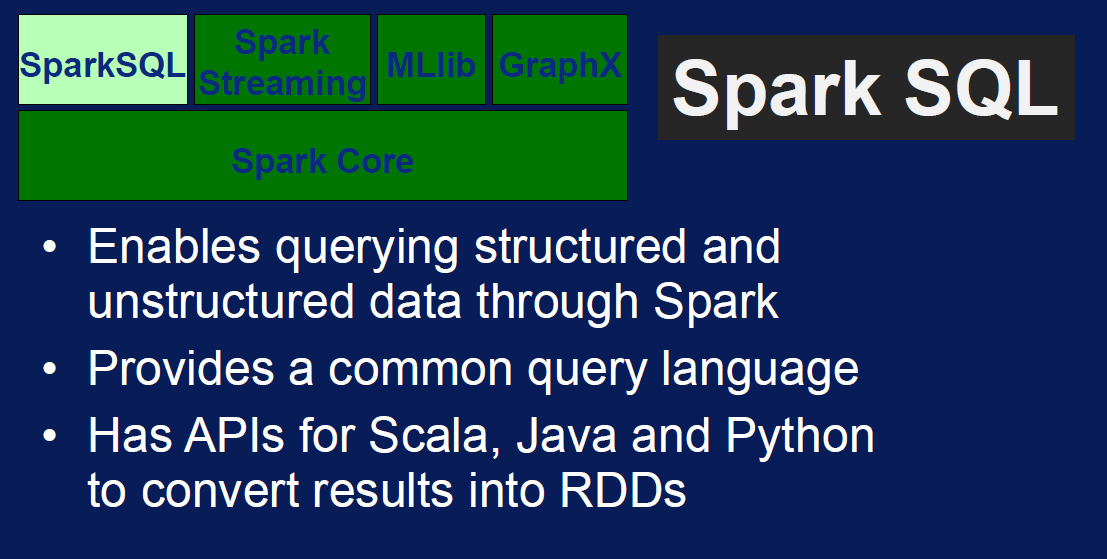 SparkSQL
Spark
Streaming
MLlib
GraphX
Spark Core
Spark SQL
• Enables querying structured and
unstructured data through Spark
• Provides a common query language
• Has APIs for Scala, Java and Python
to convert results into RDDs